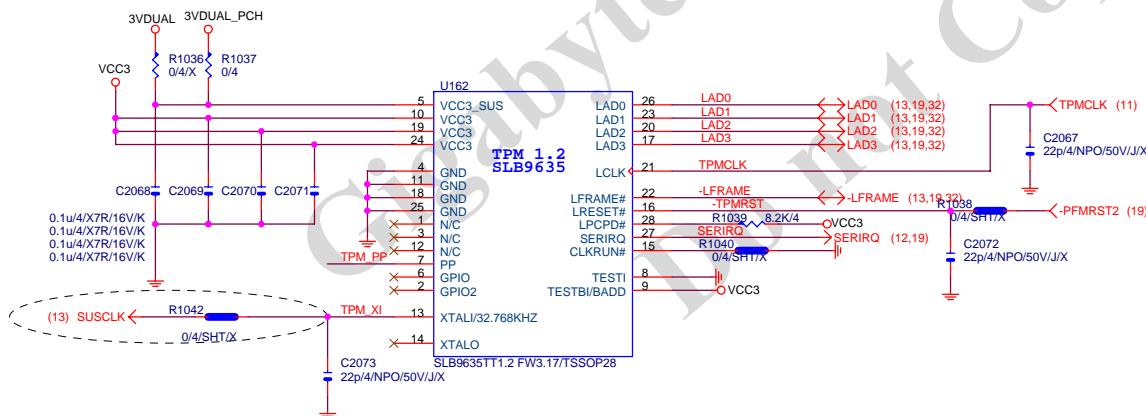 3VDUAL 3VDUAL_PCH
VCC3
R1036
0/4/X
R1037
0/4
C2068 C2069 C2070 C2071
0.1u/4/X7R/16V/K
0.1u/4/X7R/16V/K
0.1u/4/X7R/16V/K
0.1u/4/X7R/16V/K
TPM_PP
(13) SUSCLK
R1042
0/4/SHT/X
TPM_XI
C2073
22p/4/NPO/50V/J/X
U162
TPM 1.2
SLB9635
5 VCC3 SUS
10 VCC3
19 VCC3
24 VCC3
4 GND
11 GND
18 GND
25 GND
1 N/C
3 N/C
12 N/C
7 PP
6 GPIO
2 GPIO2
13 XTALI/32.768KHZ
14 XTALO
LAD0 26 LAD0 LAD0 (13,19,32)
LAD1 23 LAD1 LAD1 (13,19,32)
LAD2 20 LAD2 LAD2 (13,19,32)
LAD3 17 LAD3 LAD3 (13,19,32)
LCLK 21 TPMCLK
LFRAME# 22 -LFRAME -LFRAME (13,19,32)
LRESET# 16 -TPMRST
LPCPD# 28 R1039 8.2K/4 VCC3
SERIRQ 27 SERIRQ SERIRQ (12,19)
CLKRUN# 15 R1040
0/4/SHT/X
TESTI 8
TESTBI/BADD 9 VCC3
SLB9635TT1.2 FW3.17/TSSOP28
TPMCLK (11)
C2067
22p/4/NPO/50V/J/X
R1038
0/4/SHT/X
-PFMRST2 (19)
C2072
22p/4/NPO/50V/J/X
Gigabyte
Do not Cop